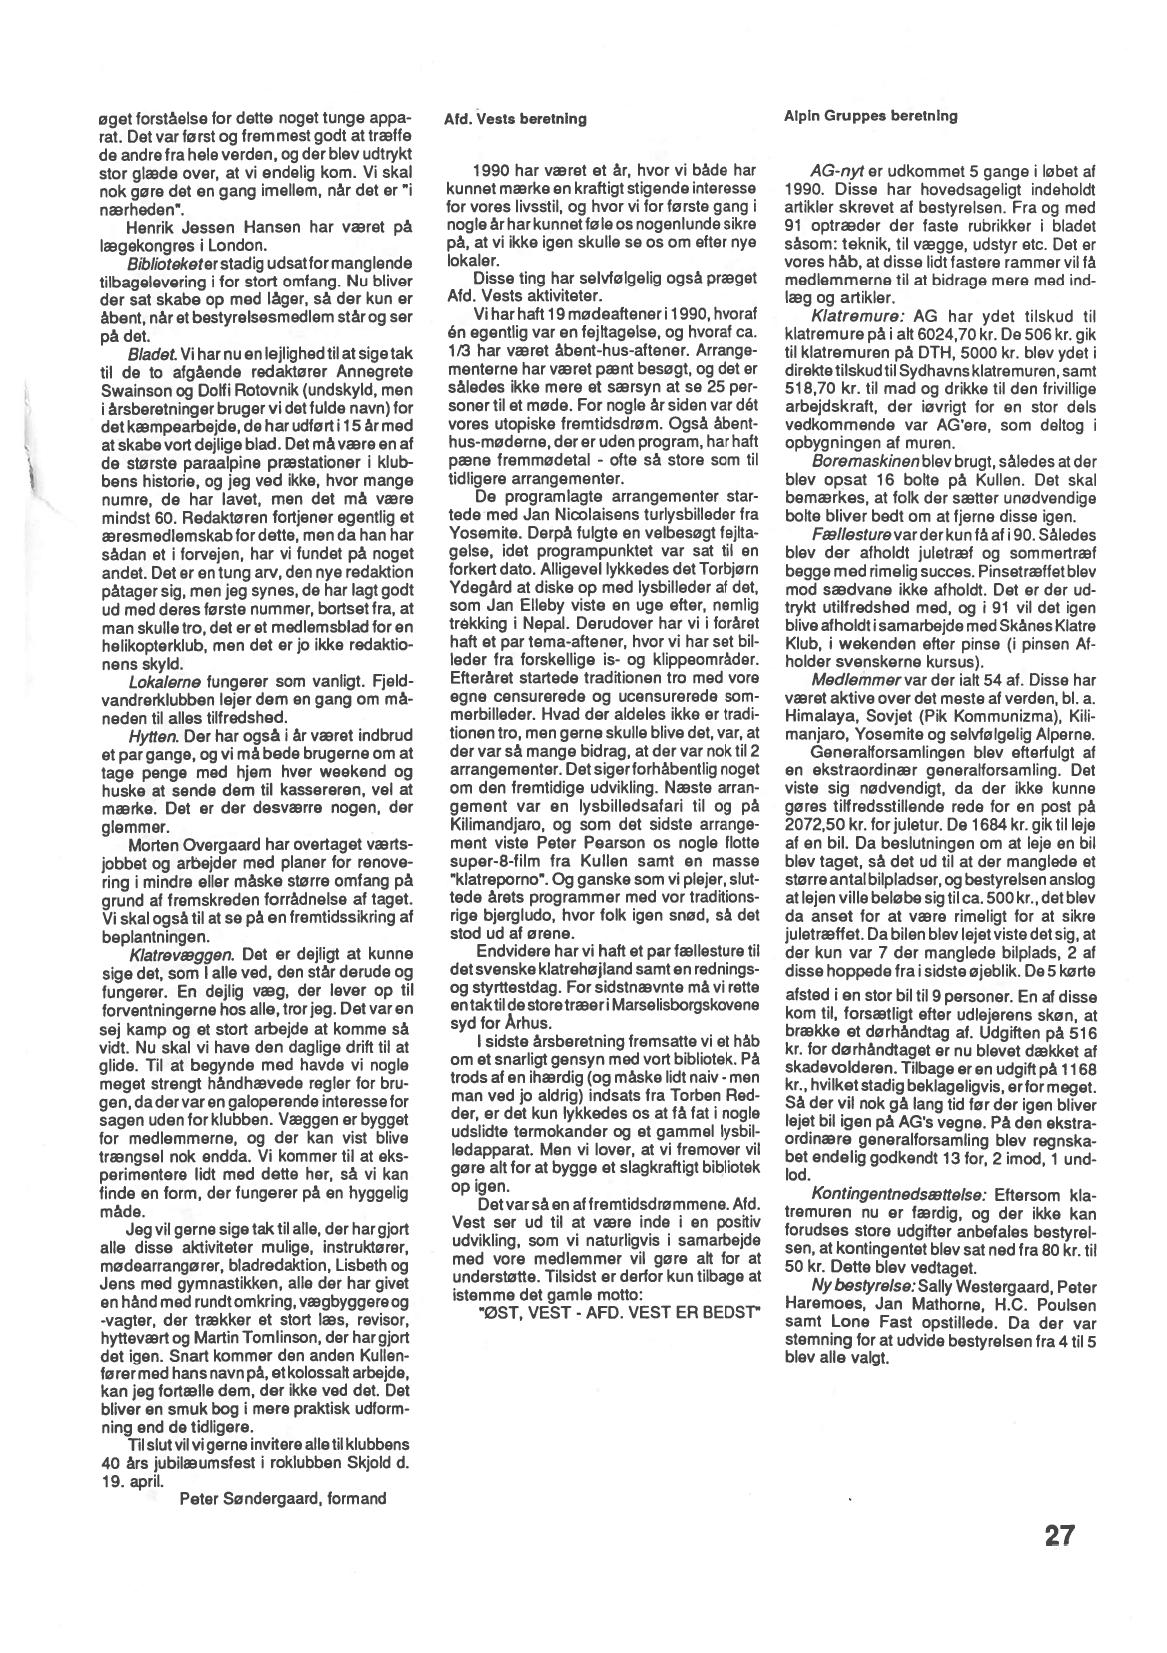 øget forståelse for dette noget tunge appa-
rat. Det var først og fremmest godt at træffe
de andre fra hele verden, og der blev udtrykt
stor glæde over, at vi endelig kom. Vi skal
nok gøre det en gang imellem, når det er "i
nærheden".
Henrik Jessen Hansen har været på
lægekongres i London.
Biblioteket er stadig udsat for manglende
tilbagelevering i for stort omfang. Nu bliver
der sat skabe op med låger, så der kun er
åbent, når et bestyrelsesmedlem står og ser
på det.
Bladet. Vi har nu en lejlighed til at sige tak
til de to afgående redaktører Annegrete
Swainson og Dolfi Rotovnik (undskyld, men
i årsberetninger bruger vi det fulde navn) for
det kæmpearbejde, de har udført i 15 år med
at skabe vort dejlige blad. Det må være en af
de største paraalpine præstationer i klub-
bens historie, og jeg ved ikke, hvor mange
numre, de har lavet, men det må være
mindst 60. Redaktøren fortjener egentlig et
æresmedlemskab for dette, men da han har
sådan et i forvejen, har vi fundet på noget
andet. Det er en tung arv, den nye redaktion
påtager sig, men jeg synes, de har lagt godt
ud med deres første nummer, bortset fra, at
man skulle tro, det er et medlemsblad for en
helikopterklub, men det er jo ikke redaktio-
nens skyld.
Lokalerne fungerer som vanligt. Fjeld-
vandrerklubben lejer dem en gang om må-
neden til alles tilfredshed.
Hytten. Der har også i år været indbrud
et par gange, og vi må bede brugerne om at
tage penge med hjem hver weekend og
huske at sende dem til kassereren, vel at
mærke. Det er der desværre nogen, der
glemmer.
Morten Overgaard har overtaget værts-
jobbet og arbejder med planer for renove-
ring i mindre eller måske større omfang på
grund af fremskreden forrådnelse af taget.
Vi skal også til at se på en fremtidssikring af
beplantningen.
Klatrevæggen. Det er dejligt at kunne
sige det, som I alle ved, den står derude og
fungerer. En dejlig væg, der lever op til
forventningerne hos alle, tror jeg. Det var en
sej kamp og et stort arbejde at komme så
vidt. Nu skal vi have den daglige drift til at
glide. Til at begynde med havde vi nogle
meget strengt håndhævede regler for bru-
gen, da der var en galoperende interesse for
sagen uden for klubben. Væggen er bygget
for medlemmerne, og der kan vist blive
trængsel nok endda. Vi kommer til at eks-
perimentere lidt med dette her, så vi kan
finde en form, der fungerer på en hyggelig
måde.
Jeg vil gerne sige tak til alle, der har gjort
alle disse aktiviteter mulige, instruktører,
mødearrangører, bladredaktion, Lisbeth og
Jens med gymnastikken, alle der har givet
en hånd med rundt omkring, vægbyggere og
-vagter, der trækker et stort læs, revisor,
hyttevært og Martin Tomlinson, der har gjort
det igen. Snart kommer den anden Kullen-
fører med hans navn på, et kolossalt arbejde,
kan jeg fortælle dem, der ikke ved det. Det
bliver en smuk bog i mere praktisk udform-
ning end de tidligere.
Til slut vil vi gerne invitere alle til klubbens
40 års jubilæumsfest i roklubben Skjold d.
19. april.
Peter Søndergaard, formand
Afd. Vests beretning
1990 har været et år, hvor vi både har
kunnet mærke en kraftigt stigende interesse
for vores livsstil, og hvor vi for første gang i
nogle år har kunnet føle os nogenlunde sikre
på, at vi ikke igen skulle se os om efter nye
lokaler.
Disse ting har selvfølgelig også præget
Afd. Vests aktiviteter.
Vi har haft 19 mødeaftener i 1990, hvoraf
én egentlig var en fejltagelse, og hvoraf ca.
1/3 har været åbent-hus-aftener. Arrange-
menterne har været pænt besøgt, og det er
således ikke mere et særsyn at se 25 per-
soner til et møde. For nogle år siden var dét
vores utopiske fremtidsdrøm. Også åbent-
hus-møderne, der er uden program, har haft
pæne fremmødetal - ofte så store som til
tidligere arrangementer.
De programlagte arrangementer star-
tede med Jan Nicolaisens turlysbilleder fra
Yosemite. Derpå fulgte en velbesøgt fejlta-
gelse, idet programpunktet var sat til en
forkert dato. Alligevel lykkedes det Torbjørn
Ydegård at diske op med lysbilleder af det,
som Jan Elleby viste en uge efter, nemlig
trekking i Nepal. Derudover har vi i foråret
haft et par tema-aftener, hvor vi har set bil-
leder fra forskellige is- og klippeområder.
Efteråret startede traditionen tro med vore
egne censurerede og ucensurerede som-
merbilleder. Hvad der aldeles ikke er tradi-
tionen tro, men gerne skulle blive det, var, at
der var så mange bidrag, at der var nok til 2
arrangementer. Det siger forhåbentlig noget
om den fremtidige udvikling. Næste arran-
gement var en lysbilledsafari til og på
Kilimandjaro, og som det sidste arrange-
ment viste Peter Pearson os nogle flotte
super-8-film fra Kullen samt en masse
"klatreporno". Og ganske som vi plejer, slut-
tede årets programmer med vor traditions-
rige bjergludo, hvor folk igen snød, så det
stod ud af ørene.
Endvidere har vi haft et par fællesture til
det svenske klatrehøjland samt en rednings-
og styrttestdag. For sidstnævnte må vi rette
en tak til de store træer i Marselisborgskovene
syd for Århus.
I sidste årsberetning fremsatte vi et håb
om et snarligt gensyn med vort bibliotek. På
trods af en ihærdig (og måske lidt naiv - men
man ved jo aldrig) indsats fra Torben Red-
der, er det kun lykkedes os at få fat i nogle
udslidte termokander og et gammel lysbil-
ledapparat. Men vi lover, at vi fremover vil
gøre alt for at bygge et slagkraftigt bibliotek
op igen.
Det var så en af fremtidsdrømmene. Afd.
Vest ser ud til at være inde i en positiv
udvikling, som vi naturligvis i samarbejde
med vore medlemmer vil gøre alt for at
understøtte. Tilsidst er derfor kun tilbage at
istemme det gamle motto:
"ØST, VEST - AFD. VEST ER BEDST"
Alpin Gruppes beretning
AG-nyt er udkommet 5 gange i løbet af
1990. Disse har hovedsageligt indeholdt
artikler skrevet af bestyrelsen. Fra og med
91 optræder der faste rubrikker i bladet
såsom: teknik, til vægge, udstyr etc. Det er
vores håb, at disse lidt fastere rammer vil få
medlemmerne til at bidrage mere med ind-
læg og artikler.
Klatremure: AG har ydet tilskud til
klatremure på i alt 6024,70 kr. De 506 kr. gik
til klatremuren på DTH, 5000 kr. blev ydet i
direkte tilskud til Sydhavns klatremuren, samt
518,70 kr. til mad og drikke til den frivillige
arbejdskraft, der iøvrigt for en stor dels
vedkommende var AG'ere, som deltog i
opbygningen af muren.
Boremaskinen blev brugt, således at der
blev opsat 16 bolte på Kullen. Det skal
bemærkes, at folk der sætter unødvendige
bolte bliver bedt om at fjerne disse igen.
Fællesture var der kun få af i 90. Således
blev der afholdt juletræf og sommertræf
begge med rimelig succes. Pinsetræffet blev
mod sædvane ikke afholdt. Det er der ud-
trykt utilfredshed med, og i 91 vil det igen
blive afholdt i samarbejde med Skånes Klatre
Klub, i wekenden efter pinse (i pinsen Af-
holder svenskerne kursus).
Medlemmer var der ialt 54 af. Disse har
været aktive over det meste af verden, bl. a.
Himalaya, Sovjet (Pik Kommunizma), Kili-
manjaro, Yosemite og selvfølgelig Alperne.
Generalforsamlingen blev efterfulgt af
en ekstraordinær generalforsamling. Det
viste sig nødvendigt, da der ikke kunne
gøres tilfredsstillende rede for en post på
2072,50 kr. for juletur. De 1684 kr. gik til leje
af en bil. Da beslutningen om at leje en bil
blev taget, så det ud til at der manglede et
større antal bilpladser, og bestyrelsen anslog
at lejen ville beløbe sig til ca. 500 kr., det blev
da anset for at være rimeligt for at sikre
juletræffet. Da bilen blev lejet viste det sig, at
der kun var 7 der manglede bilplads, 2 af
disse hoppede fra i sidste øjeblik. De 5 kørte
afsted i en stor bil til 9 personer. En af disse
kom til, forsætligt efter udlejerens skøn, at
brække et dørhåndtag af. Udgiften på 516
kr. for dørhåndtaget er nu blevet dækket af
skadevolderen. Tilbage er en udgift på 1168
kr., hvilket stadig beklageligvis, er for meget.
Så der vil nok gå lang tid før der igen bliver
lejet bil igen på AG's vegne. På den ekstra-
ordinære generalforsamling blev regnska-
bet endelig godkendt 13 for, 2 imod, 1 und-
lod.
Kontingentnedsættelse: Eftersom kla-
tremuren nu er færdig, og der ikke kan
forudses store udgifter anbefales bestyrel-
sen, at kontingentet blev sat ned fra 80 kr. til
50 kr. Dette blev vedtaget.
Ny bestyrelse: Sally Westergaard, Peter
Haremoes, Jan Mathorne, H.C. Poulsen
samt Lone Fast opstillede. Da der var
stemning for at udvide bestyrelsen fra 4 til 5
blev alle valgt.
27